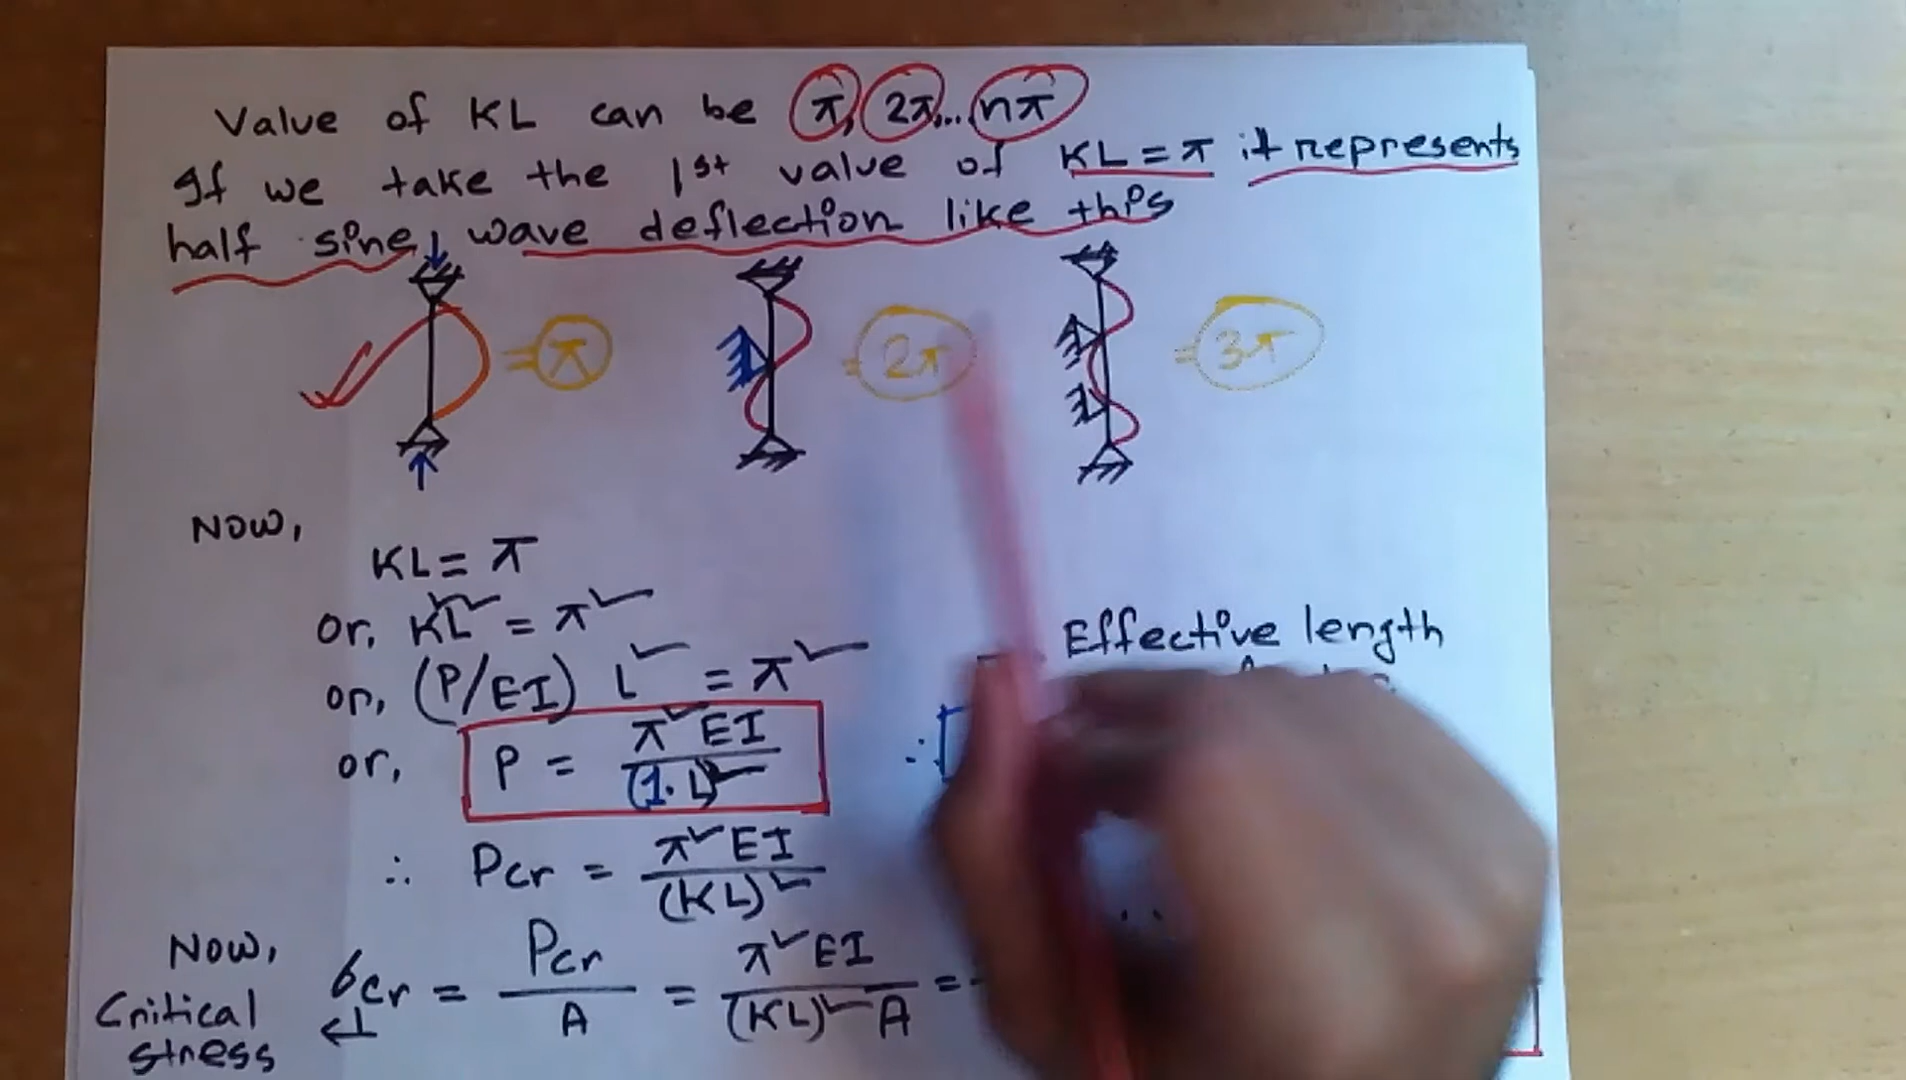 Value of KL can be π, 2π,...nπ
If we take the 1st value of KL = π it represents
half sine wave deflection like this
= π
= 2π
= 3π
Now,
KL = π
or, K²L² = π²
or, (P/EI) L² = π²
or, P = π²EI / (1.L)²
∴ Pcr = π²EI / (KL)²
Effective length
∴
Now,
Critical
stress
σcr = Pcr / A = π²EI / (KL)²A =